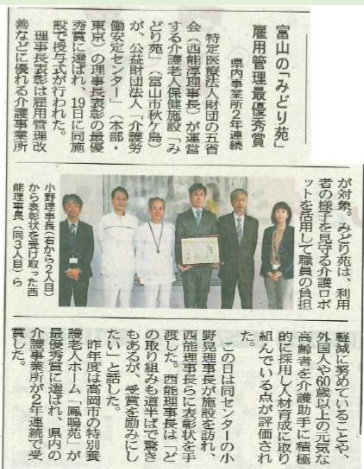 富山の「みどり苑」
雇用管理最優秀賞
県内事業所2年連続
特定医療法人財団の五省
会(西能淳理事長)が運営
する介護老人保健施設「み
どり苑」(富山市秋ケ島)
が、公益財団法人「介護労
働安定センター」(本部・
東京)の理事長表彰の最優
秀賞に選ばれ、19日に同施
設で授与式が行われた。
理事長表彰は雇用管理改
善などに優れる介護事業所
が対象。みどり苑は、利用
者の様子を見守る介護ロボ
ットを活用して職員の負担
小野理事長(右から2人目)
から表彰状を受け取った西
能理事長(同3人目)ら
軽減に努めていることや、
外国人や60歳以上の元気な
高齢者を介護助手に積極
的に採用し人材育成に取り
組んでいる点が評価され
た。
この日は同センターの小
野晃理事長が施設を訪れ、
西能理事長らに表彰状を手
渡した。西能理事長は「ど
の取り組みも道半ばで驚き
もあるが、受賞を励みにし
たい」と話した。
昨年度は高岡市の特別養
護老人ホーム「鳳鳴苑」が
最優秀賞に選ばれ、県内の
介護事業所が2年連続で受
賞した。